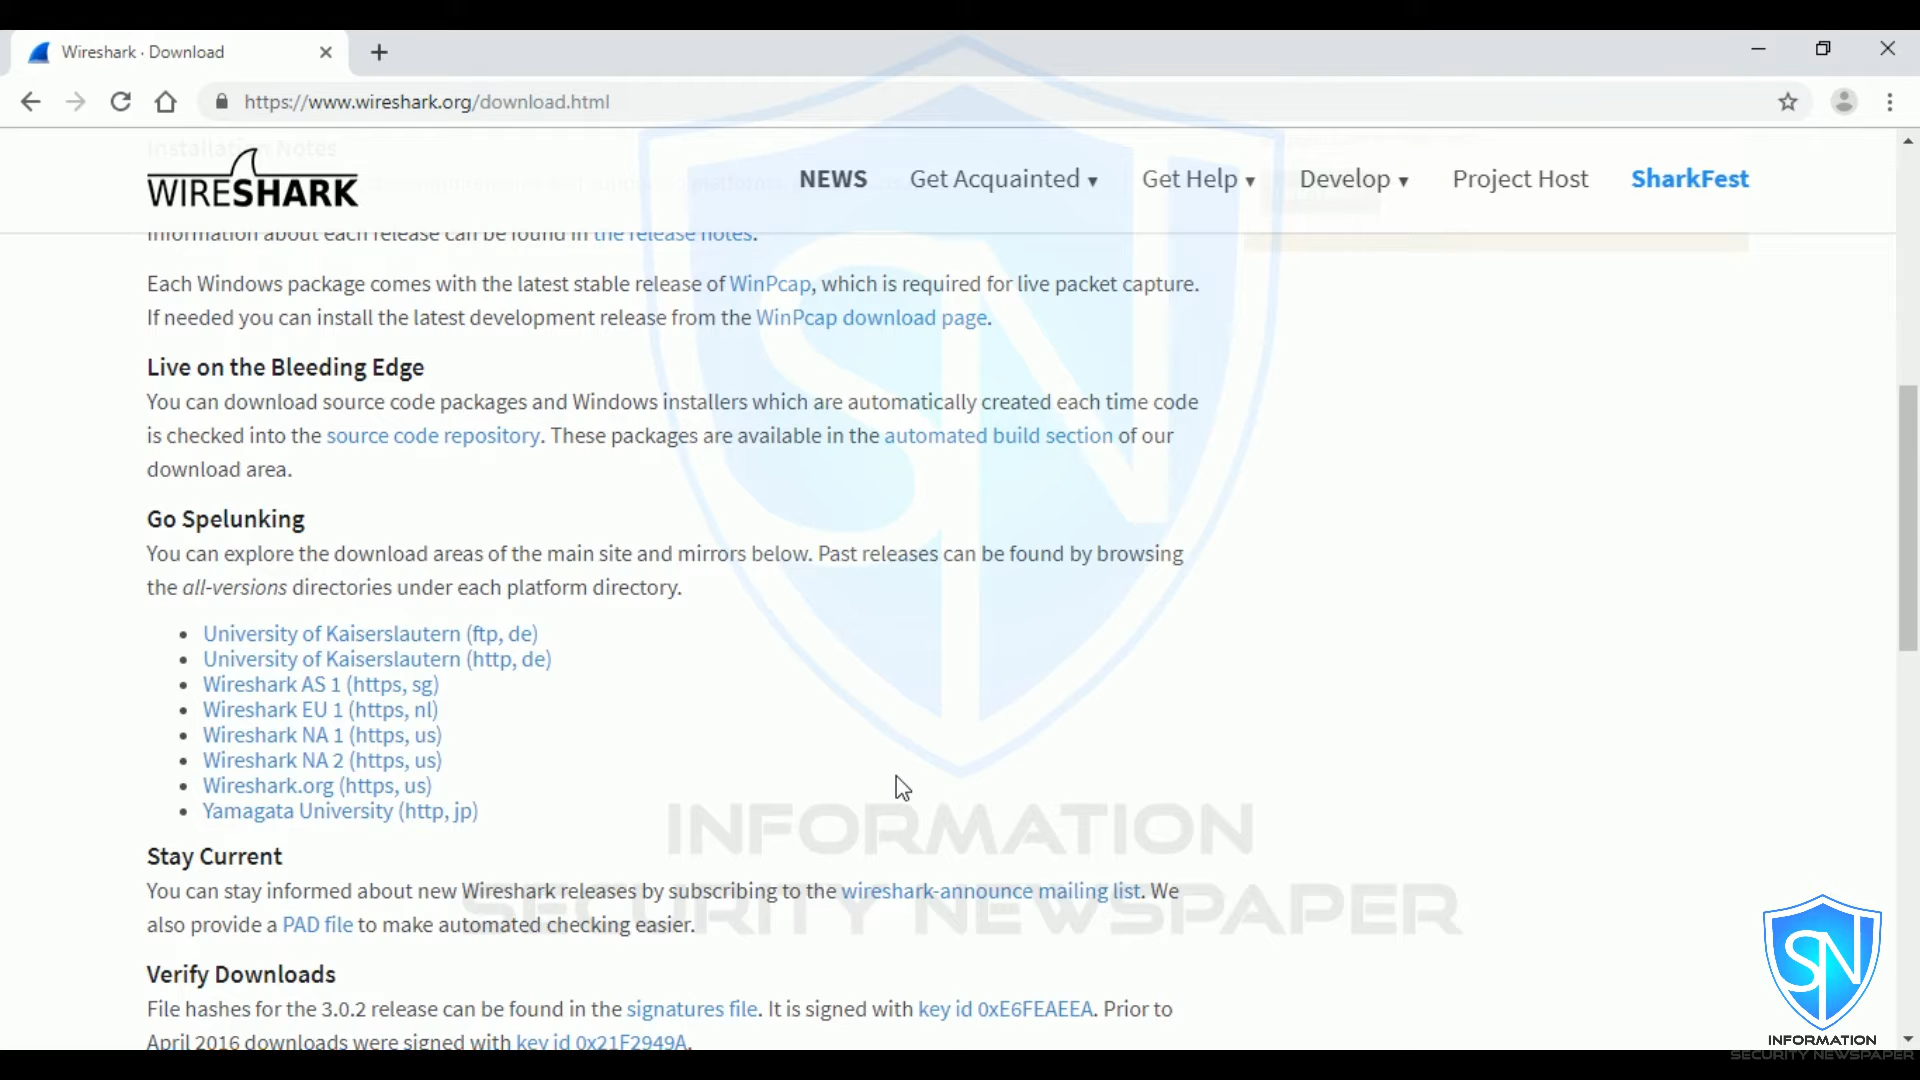 Wireshark · Download
https://www.wireshark.org/download.html
Installation Notes
WIRESHARK
NEWS Get Acquainted ▾ Get Help ▾ Develop ▾ Project Host SharkFest
Information about each release can be found in the release notes.
Each Windows package comes with the latest stable release of WinPcap, which is required for live packet capture.
If needed you can install the latest development release from the WinPcap download page.
Live on the Bleeding Edge
You can download source code packages and Windows installers which are automatically created each time code
is checked into the source code repository. These packages are available in the automated build section of our
download area.
Go Spelunking
You can explore the download areas of the main site and mirrors below. Past releases can be found by browsing
the all-versions directories under each platform directory.
• University of Kaiserslautern (ftp, de)
• University of Kaiserslautern (http, de)
• Wireshark AS 1 (https, sg)
• Wireshark EU 1 (https, nl)
• Wireshark NA 1 (https, us)
• Wireshark NA 2 (https, us)
• Wireshark.org (https, us)
• Yamagata University (http, jp)
Stay Current
You can stay informed about new Wireshark releases by subscribing to the wireshark-announce mailing list. We
also provide a PAD file to make automated checking easier.
Verify Downloads
File hashes for the 3.0.2 release can be found in the signatures file. It is signed with key id 0xE6FEAEEA. Prior to
April 2016 downloads were signed with key id 0x21F2949A.
SN
INFORMATION
SECURITY NEWSPAPER
SN
INFORMATION
SECURITY NEWSPAPER